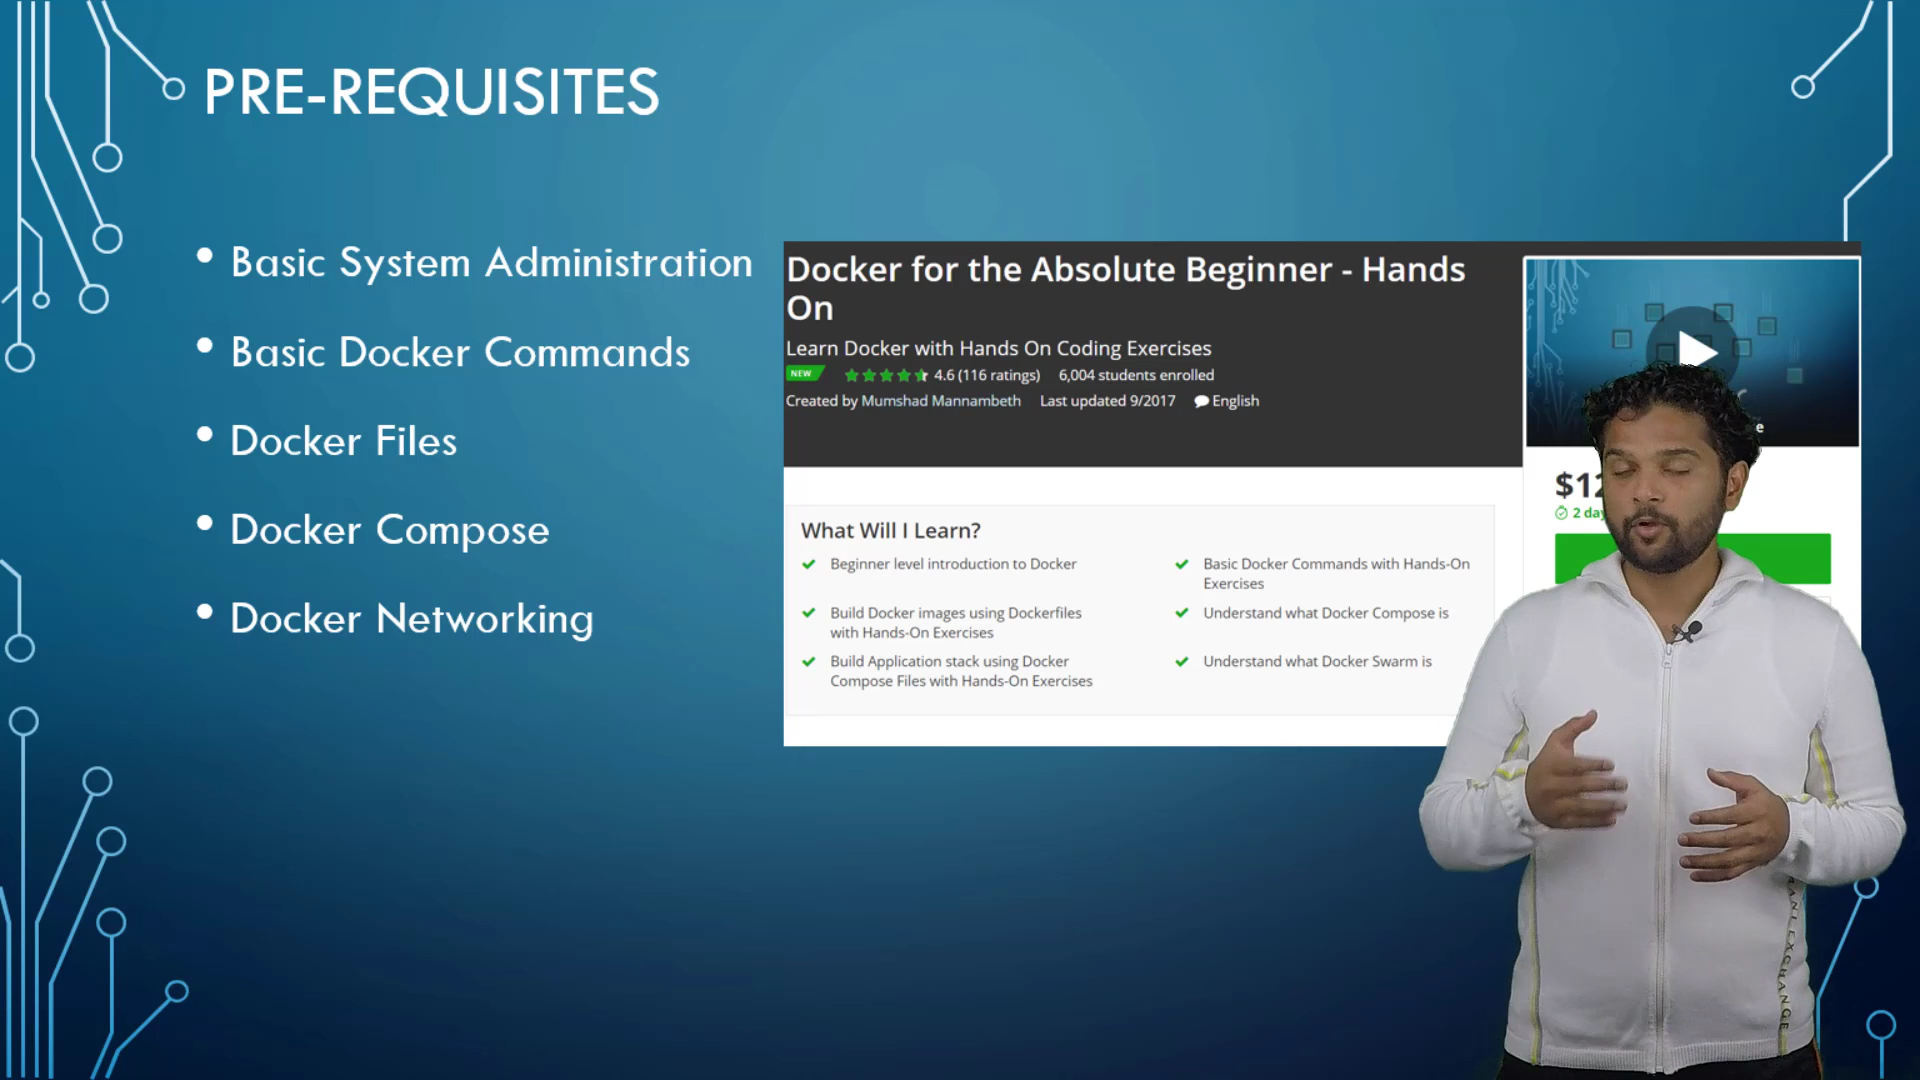 PRE-REQUISITES
• Basic System Administration
• Basic Docker Commands
• Docker Files
• Docker Compose
• Docker Networking
Docker for the Absolute Beginner - Hands
On
Learn Docker with Hands On Coding Exercises
NEW 4.6 (116 ratings) 6,004 students enrolled
Created by Mumshad Mannambeth Last updated 9/2017 English
What Will I Learn?
Beginner level introduction to Docker
Build Docker images using Dockerfiles
with Hands-On Exercises
Build Application stack using Docker
Compose Files with Hands-On Exercises
Basic Docker Commands with Hands-On
Exercises
Understand what Docker Compose is
Understand what Docker Swarm is
$12
2 day